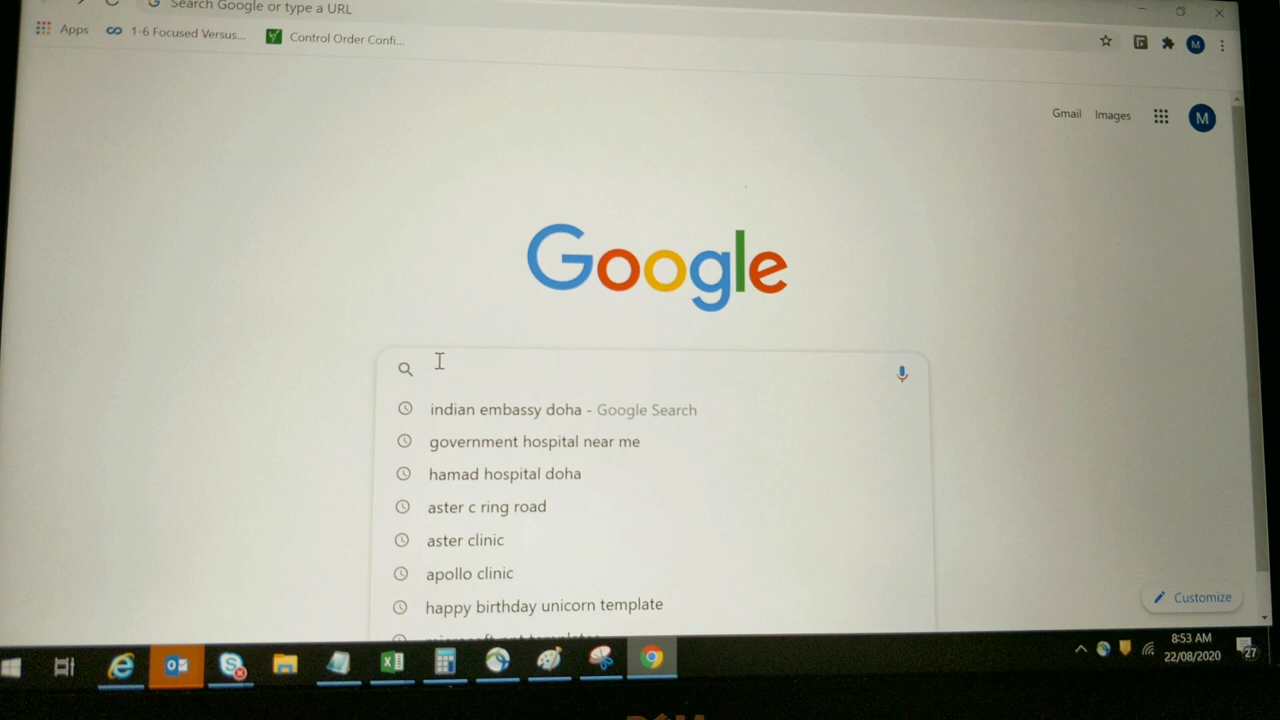 Search Google or type a URL
Apps
1-6 Focused Versus...
Control Order Confi...
M
Gmail
Images
M
Google
indian embassy doha - Google Search
government hospital near me
hamad hospital doha
aster c ring road
aster clinic
apollo clinic
happy birthday unicorn template
Customize
8:53 AM
22/08/2020
27